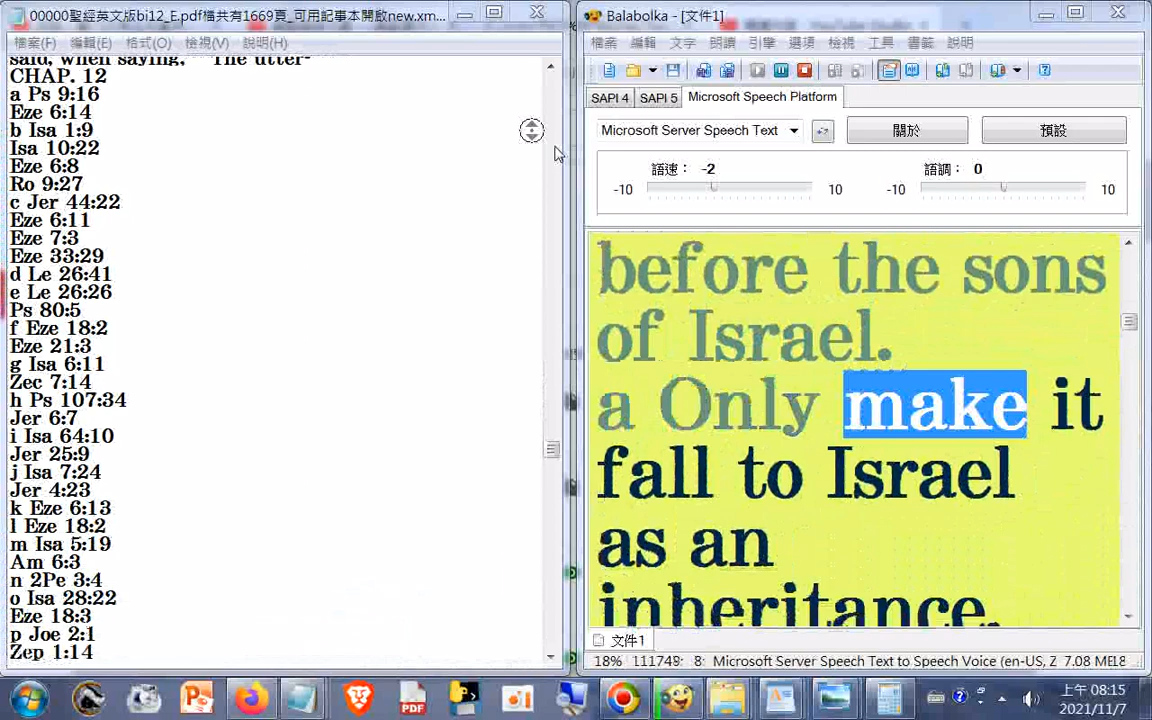 00000聖經英文版bi12_E.pdf檔共有1669頁_可用記事本開啟new.xm...
檔案(F) 編輯(E) 格式(O) 檢視(V) 說明(H)
said, when saying, "The utter-
CHAP. 12
a Ps 9:16
Eze 6:14
b Isa 1:9
Isa 10:22
Eze 6:8
Ro 9:27
c Jer 44:22
Eze 6:11
Eze 7:3
Eze 33:29
d Le 26:41
e Le 26:26
Ps 80:5
f Eze 18:2
Eze 21:3
g Isa 6:11
Zec 7:14
h Ps 107:34
Jer 6:7
i Isa 64:10
Jer 25:9
j Isa 7:24
Jer 4:23
k Eze 6:13
l Eze 18:2
m Isa 5:19
Am 6:3
n 2Pe 3:4
o Isa 28:22
Eze 18:3
p Joe 2:1
Zep 1:14
Balabolka - [文件1]
檔案 編輯 文字 朗讀 引擎 選項 檢視 工具 書籤 說明
SAPI 4 SAPI 5 Microsoft Speech Platform
Microsoft Server Speech Text 關於 預設
語速: -2 語調: 0
-10 10 -10 10
before the sons
of Israel.
a Only make it
fall to Israel
as an
inheritance,
文件1
18% 111749: 8: Microsoft Server Speech Text to Speech Voice (en-US, Z 7.08 ME
上午 08:15
2021/11/7